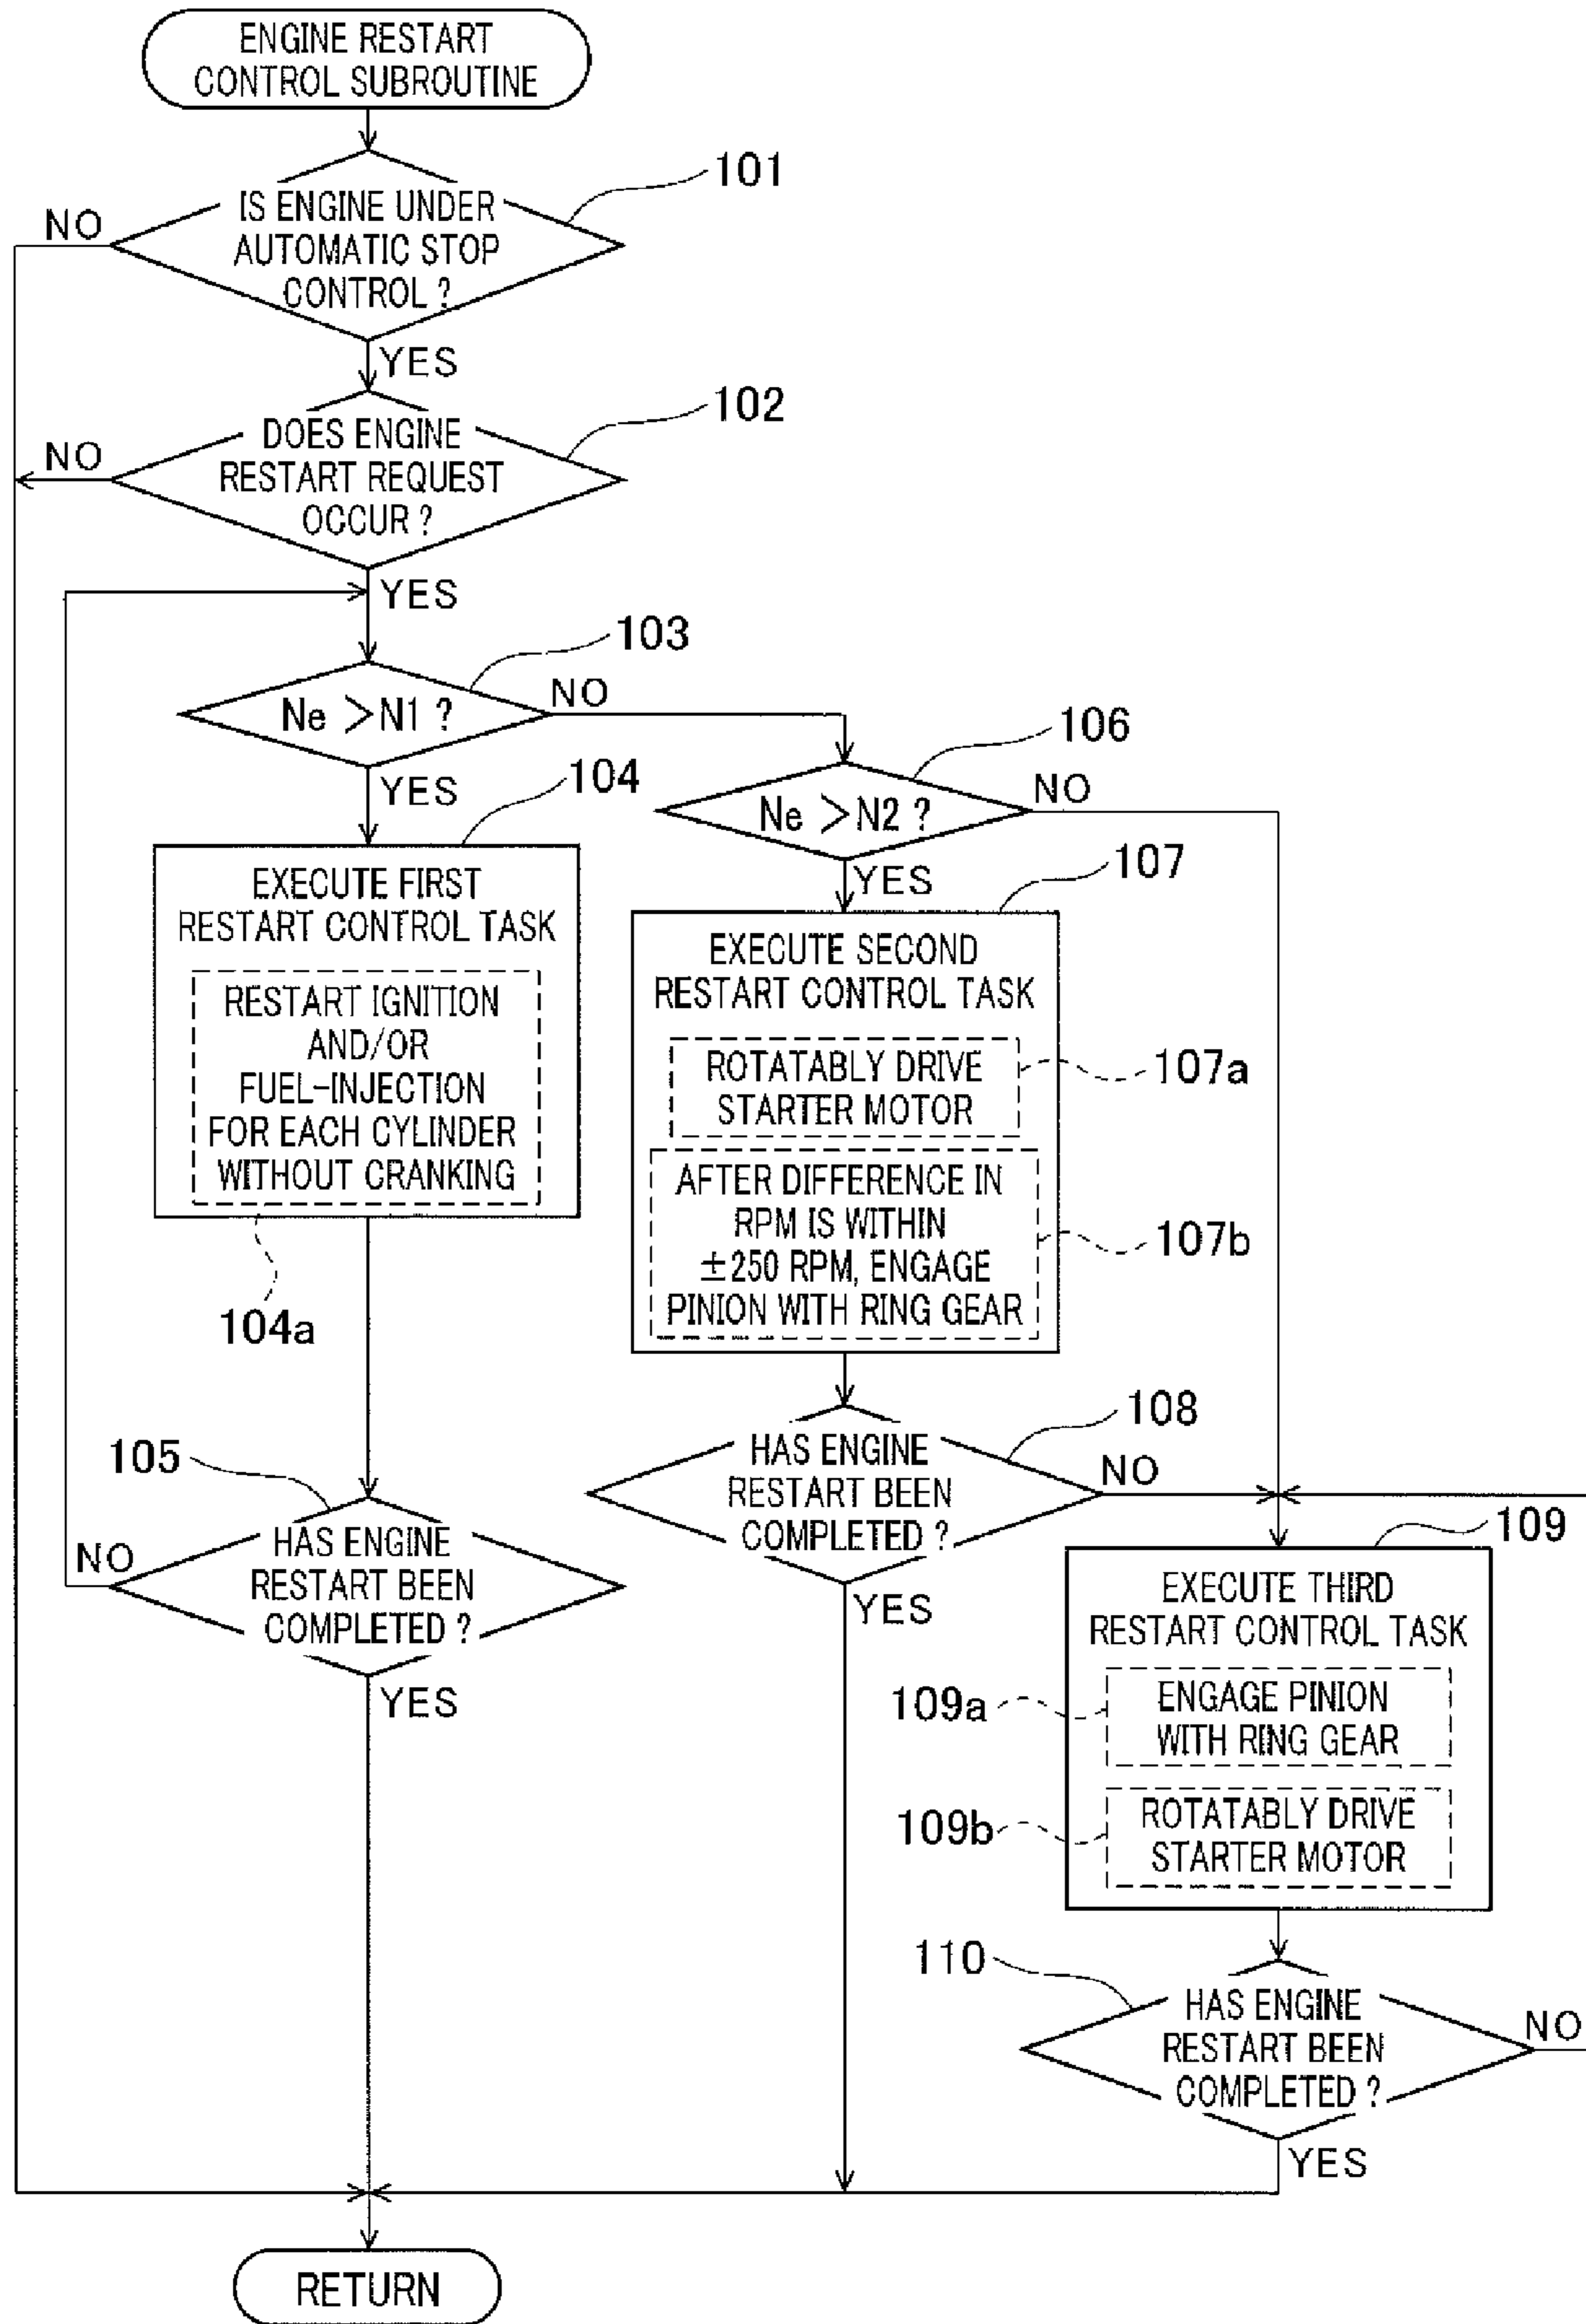 ENGINE RESTART
CONTROL SUBROUTINE
101
IS ENGINE UNDER
AUTOMATIC STOP
CONTROL ?
NO
YES
102
DOES ENGINE
RESTART REQUEST
OCCUR ?
NO
YES
103
Ne >N1 ?
NO
YES
104
EXECUTE FIRST
RESTART CONTROL TASK
RESTART IGNITION
AND/OR
FUEL-INJECTION
FOR EACH CYLINDER
WITHOUT CRANKING
104a
105
HAS ENGINE
RESTART BEEN
COMPLETED ?
NO
YES
106
Ne >N2 ?
NO
YES
107
EXECUTE SECOND
RESTART CONTROL TASK
ROTATABLY DRIVE
STARTER MOTOR
107a
AFTER DIFFERENCE IN
RPM IS WITHIN
±250 RPM, ENGAGE
PINION WITH RING GEAR
107b
108
HAS ENGINE
RESTART BEEN
COMPLETED ?
NO
YES
109
EXECUTE THIRD
RESTART CONTROL TASK
109a
ENGAGE PINION
WITH RING GEAR
109b
ROTATABLY DRIVE
STARTER MOTOR
110
HAS ENGINE
RESTART BEEN
COMPLETED ?
NO
YES
RETURN